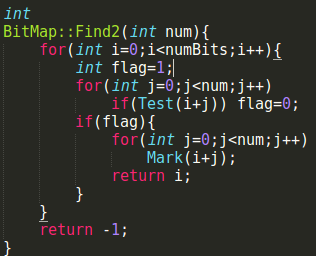 int
BitMap::Find2(int num){
    for(int i=0;i<numBits;i++){
        int flag=1;
        for(int j=0;j<num;j++)
            if(Test(i+j)) flag=0;
        if(flag){
            for(int j=0;j<num;j++)
                Mark(i+j);
            return i;
        }
    }
    return -1;
}